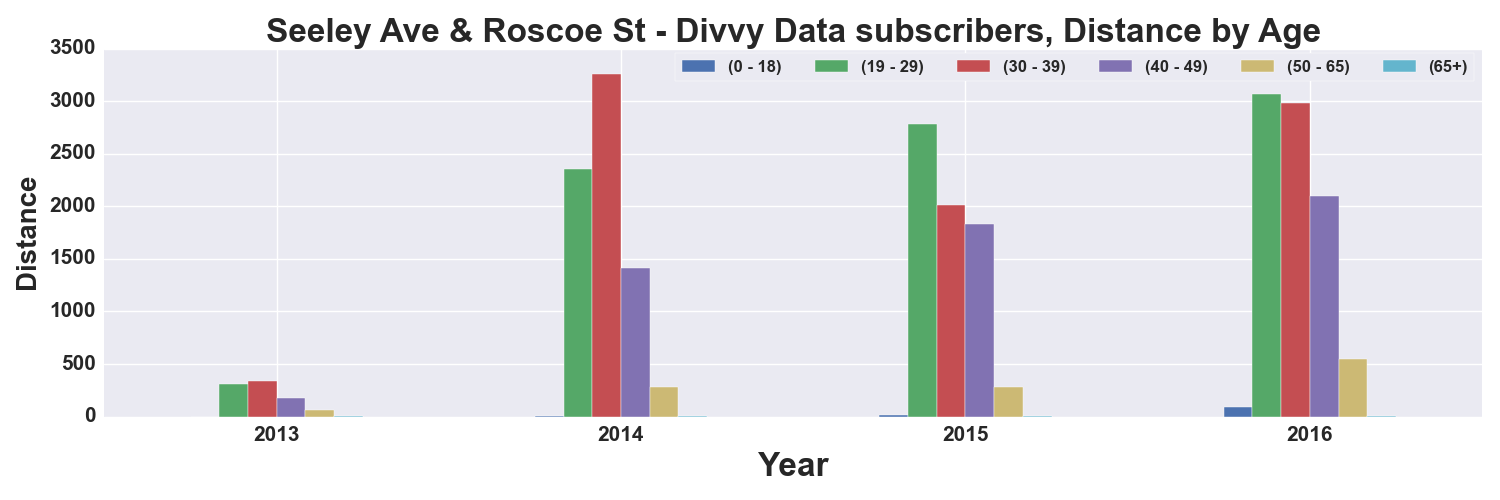 Seeley Ave & Roscoe St - Divvy Data subscribers, Distance by Age
3500
(0 - 18) (19 - 29) (30 - 39) (40 - 49) (50 - 65) (65+)
3000
2500
2000
1500
1000
500
0
Distance
2013 2014 2015 2016
Year